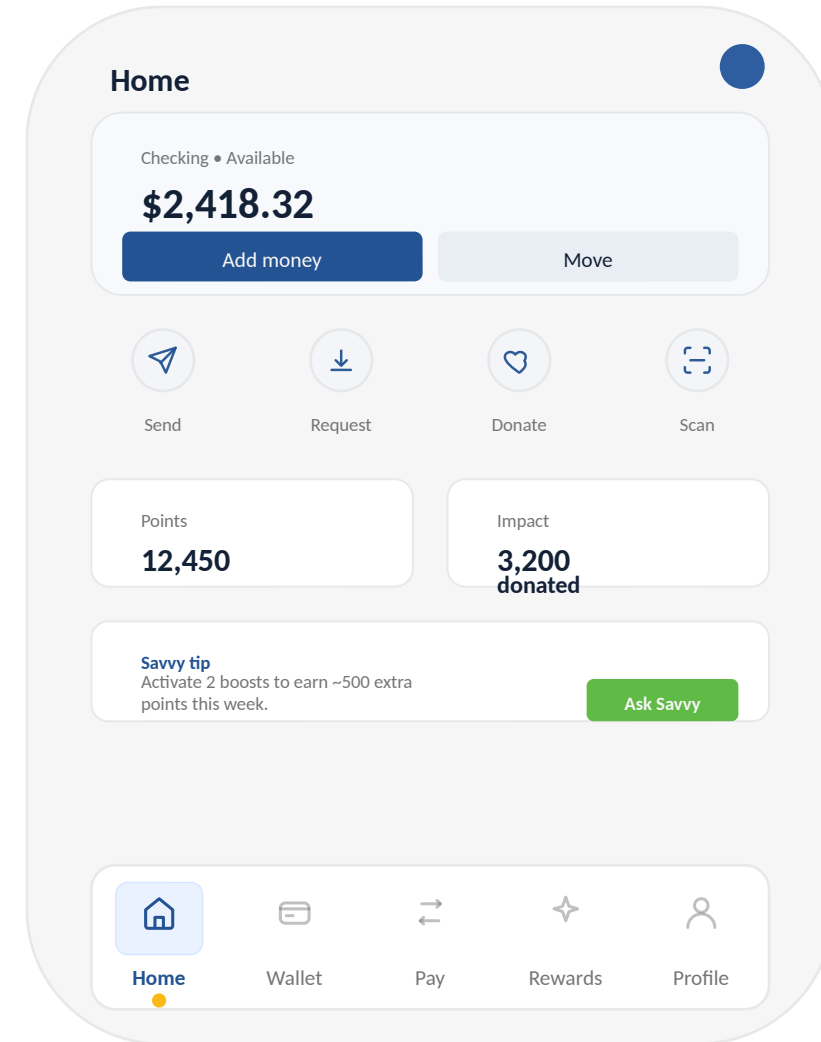 Home
Checking • Available
$2,418.32
Add money
Move
Send
Request
Donate
Scan
Points
Impact
12,450
3,200
donated
Savvy tip
Activate 2 boosts to earn ~500 extra
points this week.
Ask Savvy
Home
Wallet
Pay
Rewards
Profile